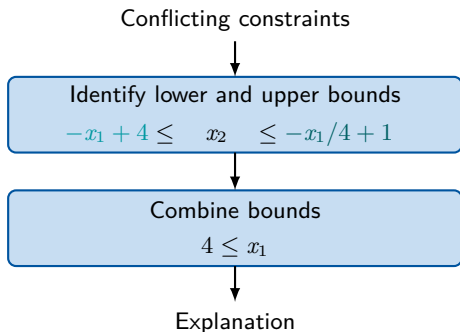 Conflicting constraints
Identify lower and upper bounds
−x₁ + 4 ≤ x₂ ≤ −x₁/4 + 1
Combine bounds
4 ≤ x₁
Explanation